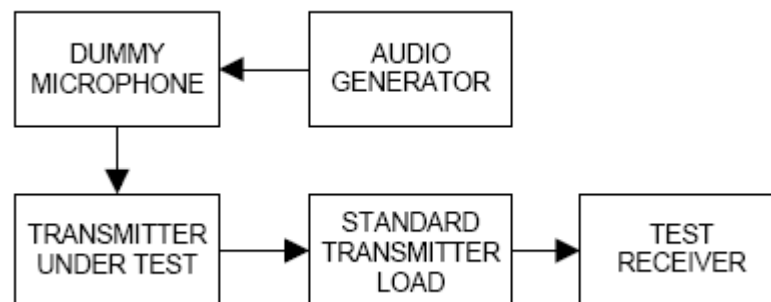 DUMMY
MICROPHONE
AUDIO
GENERATOR
TRANSMITTER
UNDER TEST
STANDARD
TRANSMITTER
LOAD
TEST
RECEIVER